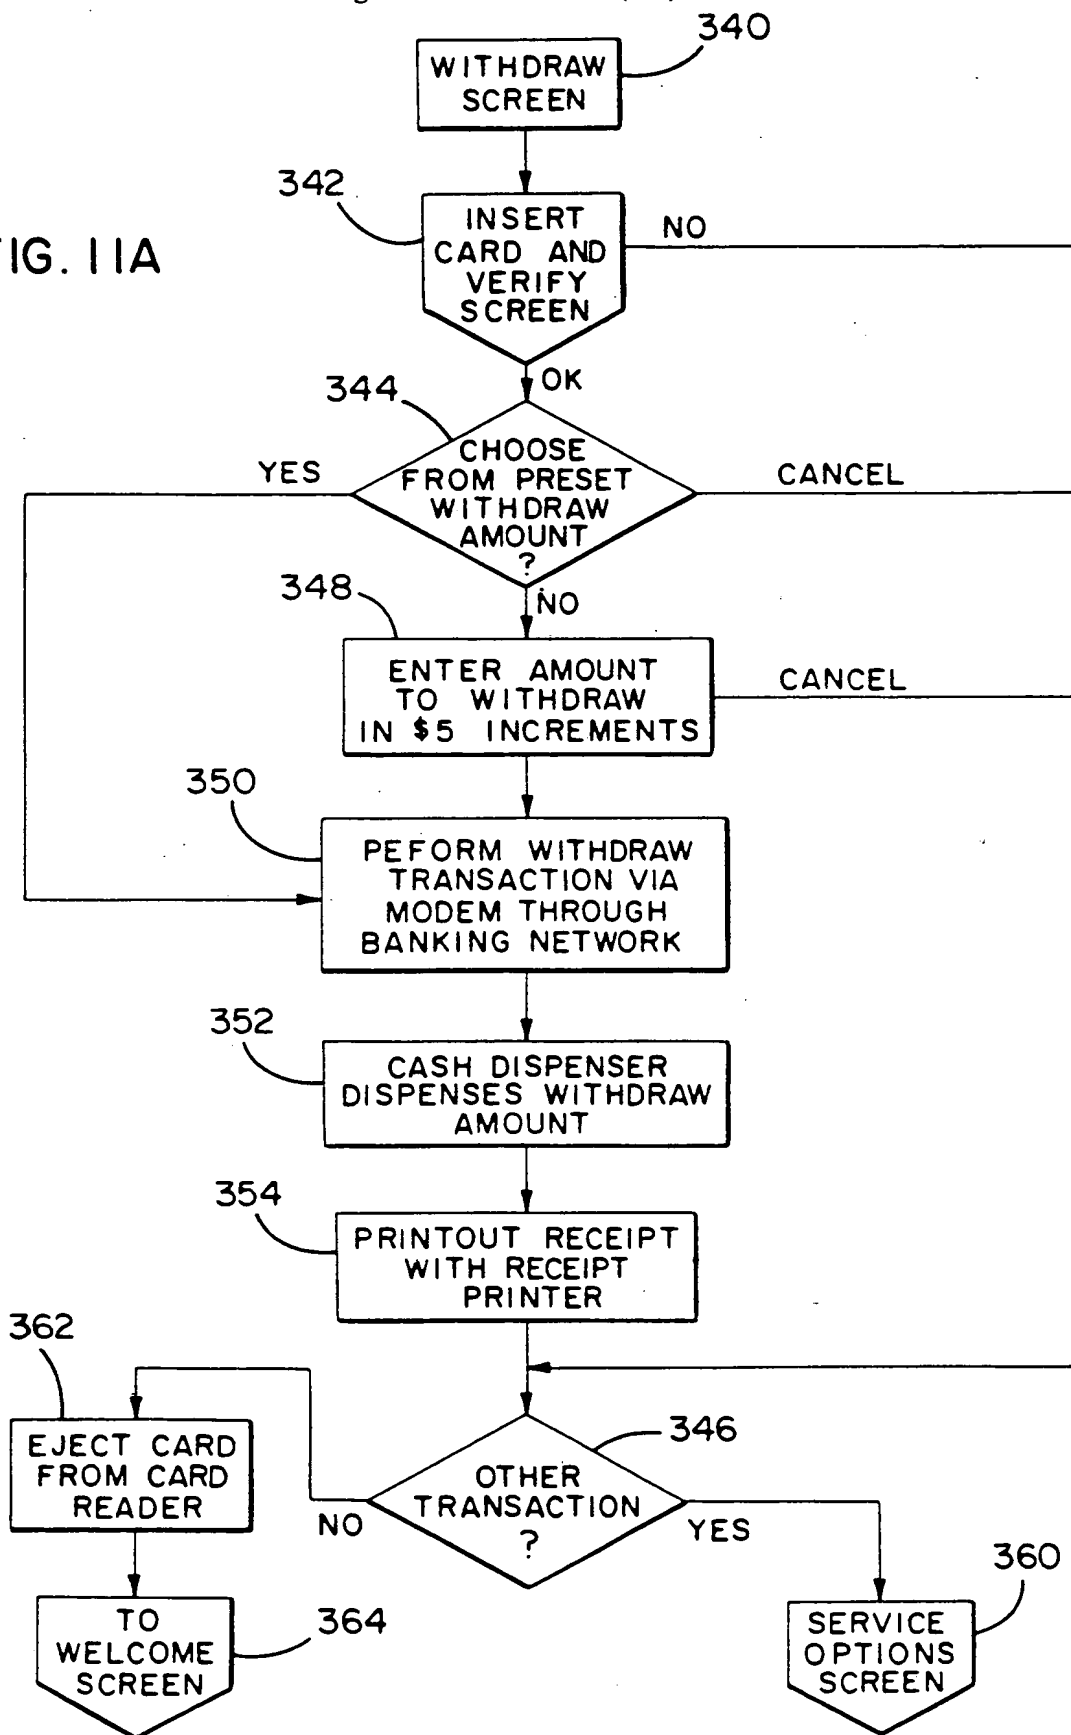 340
WITHDRAW
SCREEN
342
INSERT
CARD AND
VERIFY
SCREEN
NO
FIG. 11A
OK
344
CHOOSE
FROM PRESET
WITHDRAW
AMOUNT
?
YES
CANCEL
NO
348
ENTER AMOUNT
TO WITHDRAW
IN $5 INCREMENTS
CANCEL
350
PEFORM WITHDRAW
TRANSACTION VIA
MODEM THROUGH
BANKING NETWORK
352
CASH DISPENSER
DISPENSES WITHDRAW
AMOUNT
354
PRINTOUT RECEIPT
WITH RECEIPT
PRINTER
362
EJECT CARD
FROM CARD
READER
346
OTHER
TRANSACTION
?
NO
YES
364
TO
WELCOME
SCREEN
360
SERVICE
OPTIONS
SCREEN